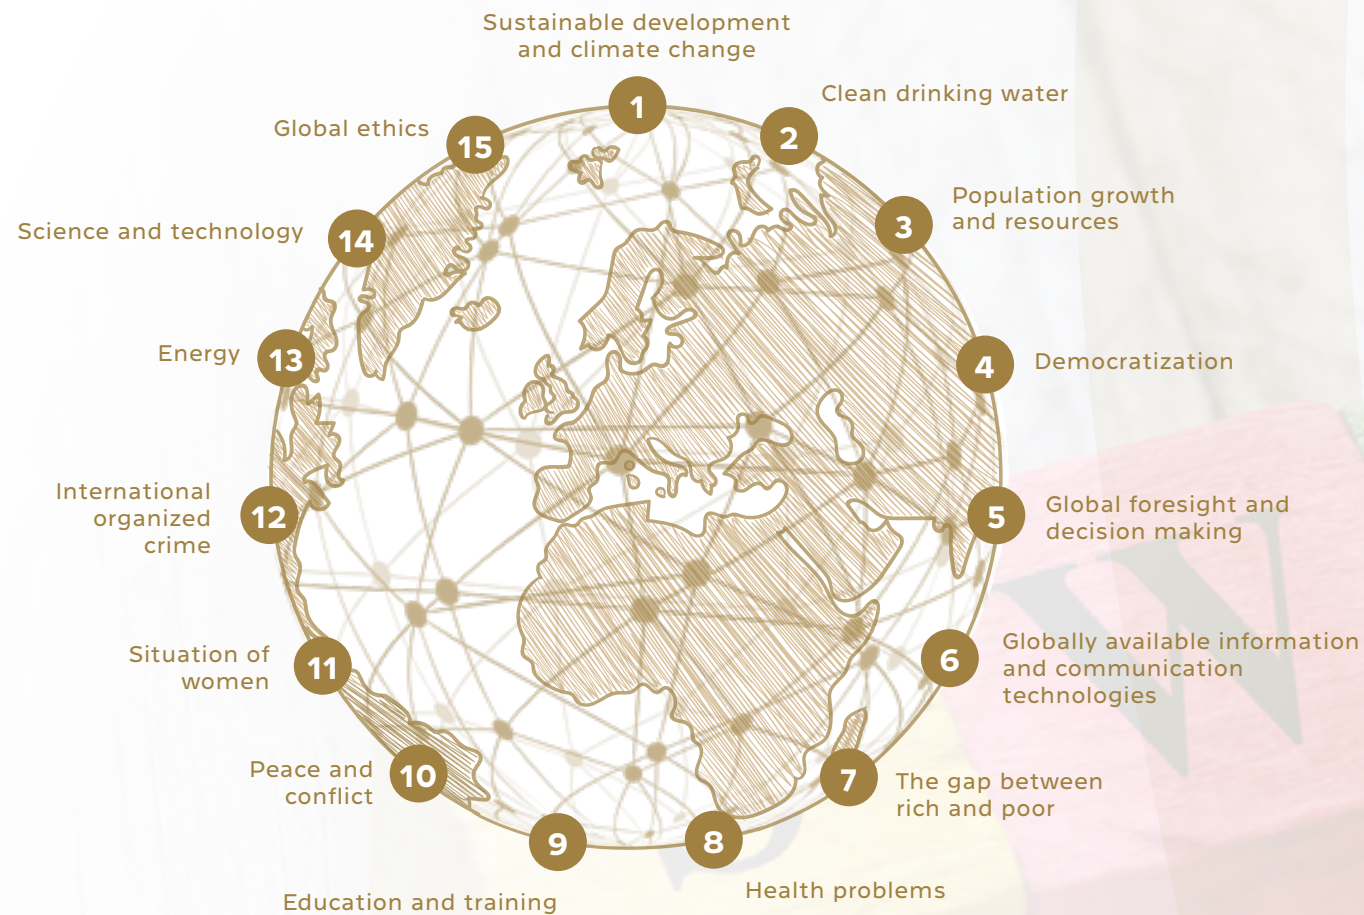 Sustainable development
and climate change
1
Clean drinking water
2
Population growth
and resources
3
Democratization
4
Global foresight and
decision making
5
Globally available information
and communication
technologies
6
The gap between
rich and poor
7
Health problems
8
Education and training
9
Peace and
conflict
10
Situation of
women
11
International
organized
crime
12
Energy
13
Science and technology
14
Global ethics
15
W